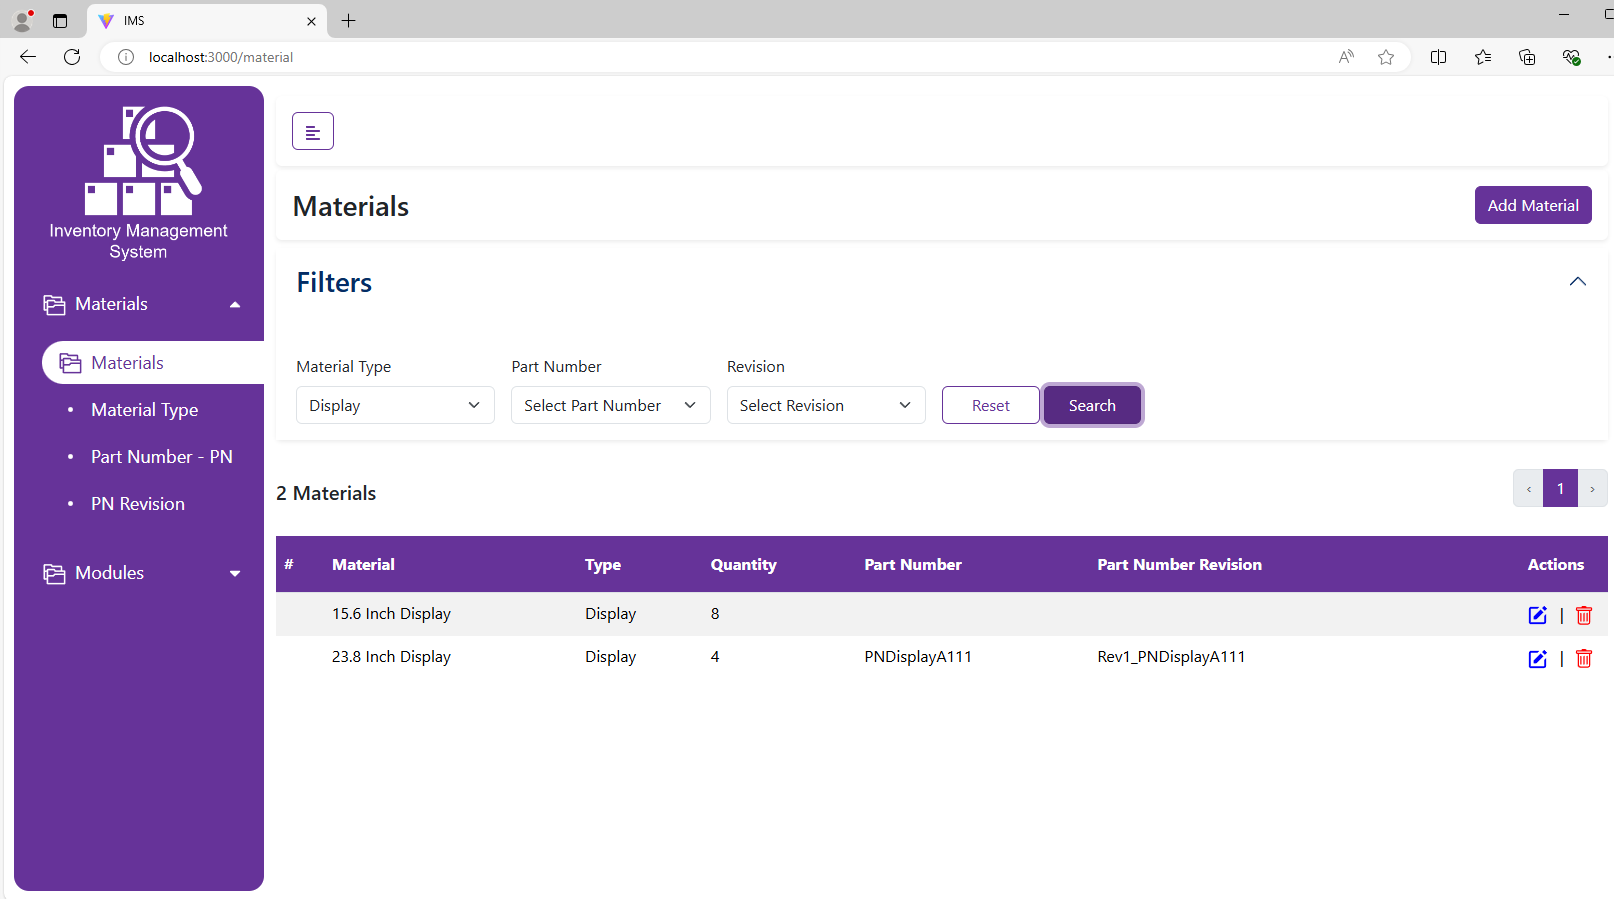 IMS
localhost:3000/material
Inventory Management
System
Materials
Materials
Material Type
Part Number - PN
PN Revision
Modules
Materials
Add Material
Filters
Material Type
Part Number
Revision
Display
Select Part Number
Select Revision
Reset
Search
2 Materials
‹ 1 ›
# Material Type Quantity Part Number Part Number Revision Actions
15.6 Inch Display Display 8 |
23.8 Inch Display Display 4 PNDisplayA111 Rev1_PNDisplayA111 |